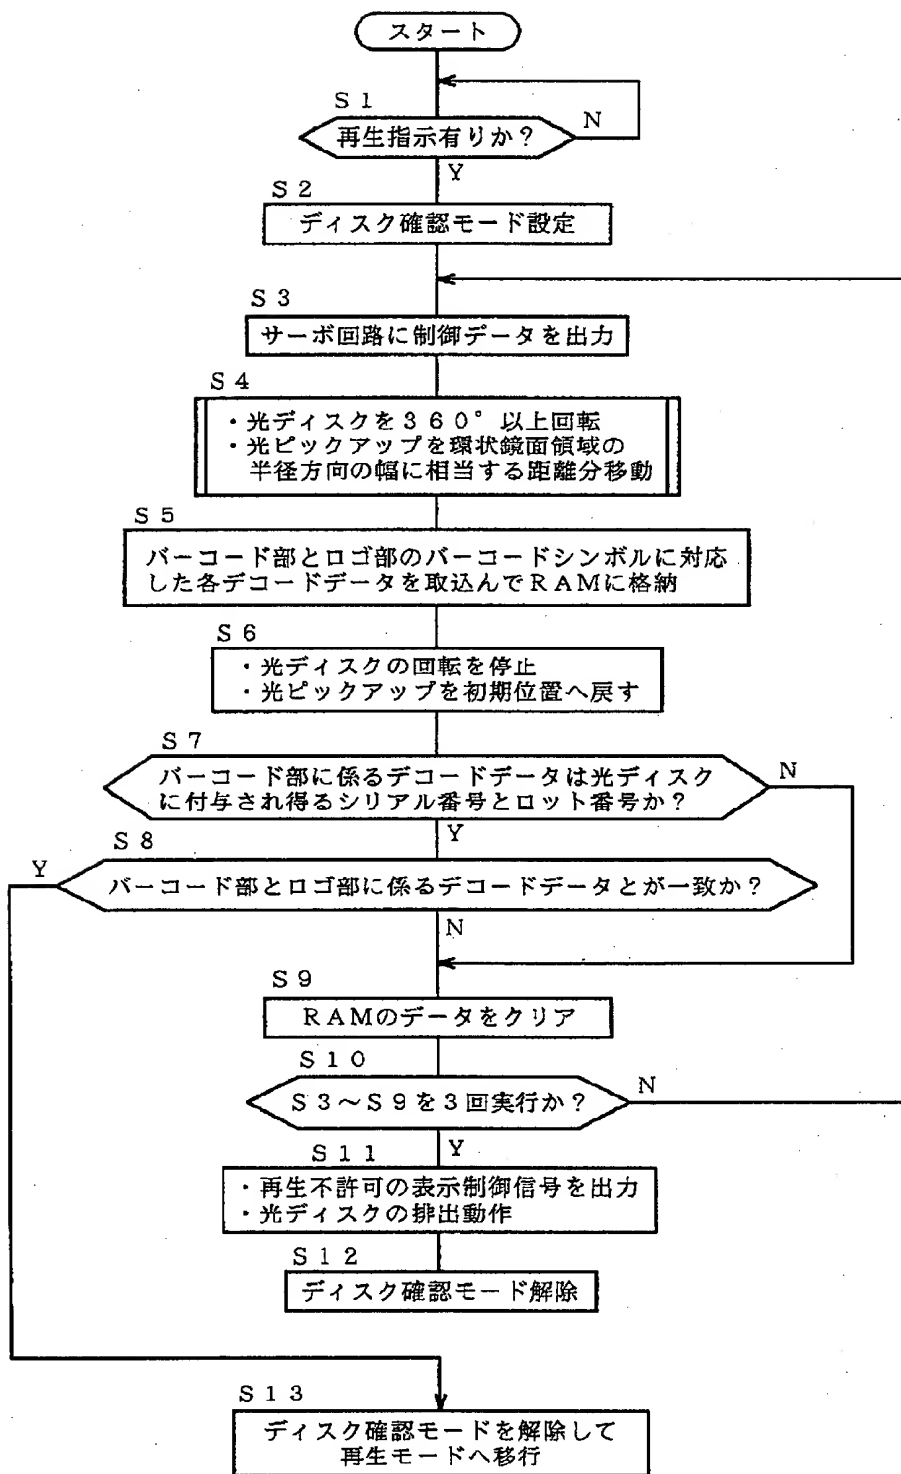 スタート
S1
再生指示有りか?
N
Y
S2
ディスク確認モード設定
S3
サーボ回路に制御データを出力
S4
・光ディスクを360°以上回転
・光ピックアップを環状鏡面領域の
半径方向の幅に相当する距離分移動
S5
バーコード部とロゴ部のバーコードシンボルに対応
した各デコードデータを取込んでRAMに格納
S6
・光ディスクの回転を停止
・光ピックアップを初期位置へ戻す
S7
バーコード部に係るデコードデータは光ディスク
に付与され得るシリアル番号とロット番号か?
N
Y
S8
Y
バーコード部とロゴ部に係るデコードデータとが一致か?
N
S9
RAMのデータをクリア
S10
S3~S9を3回実行か?
N
Y
S11
・再生不許可の表示制御信号を出力
・光ディスクの排出動作
S12
ディスク確認モード解除
S13
ディスク確認モードを解除して
再生モードへ移行